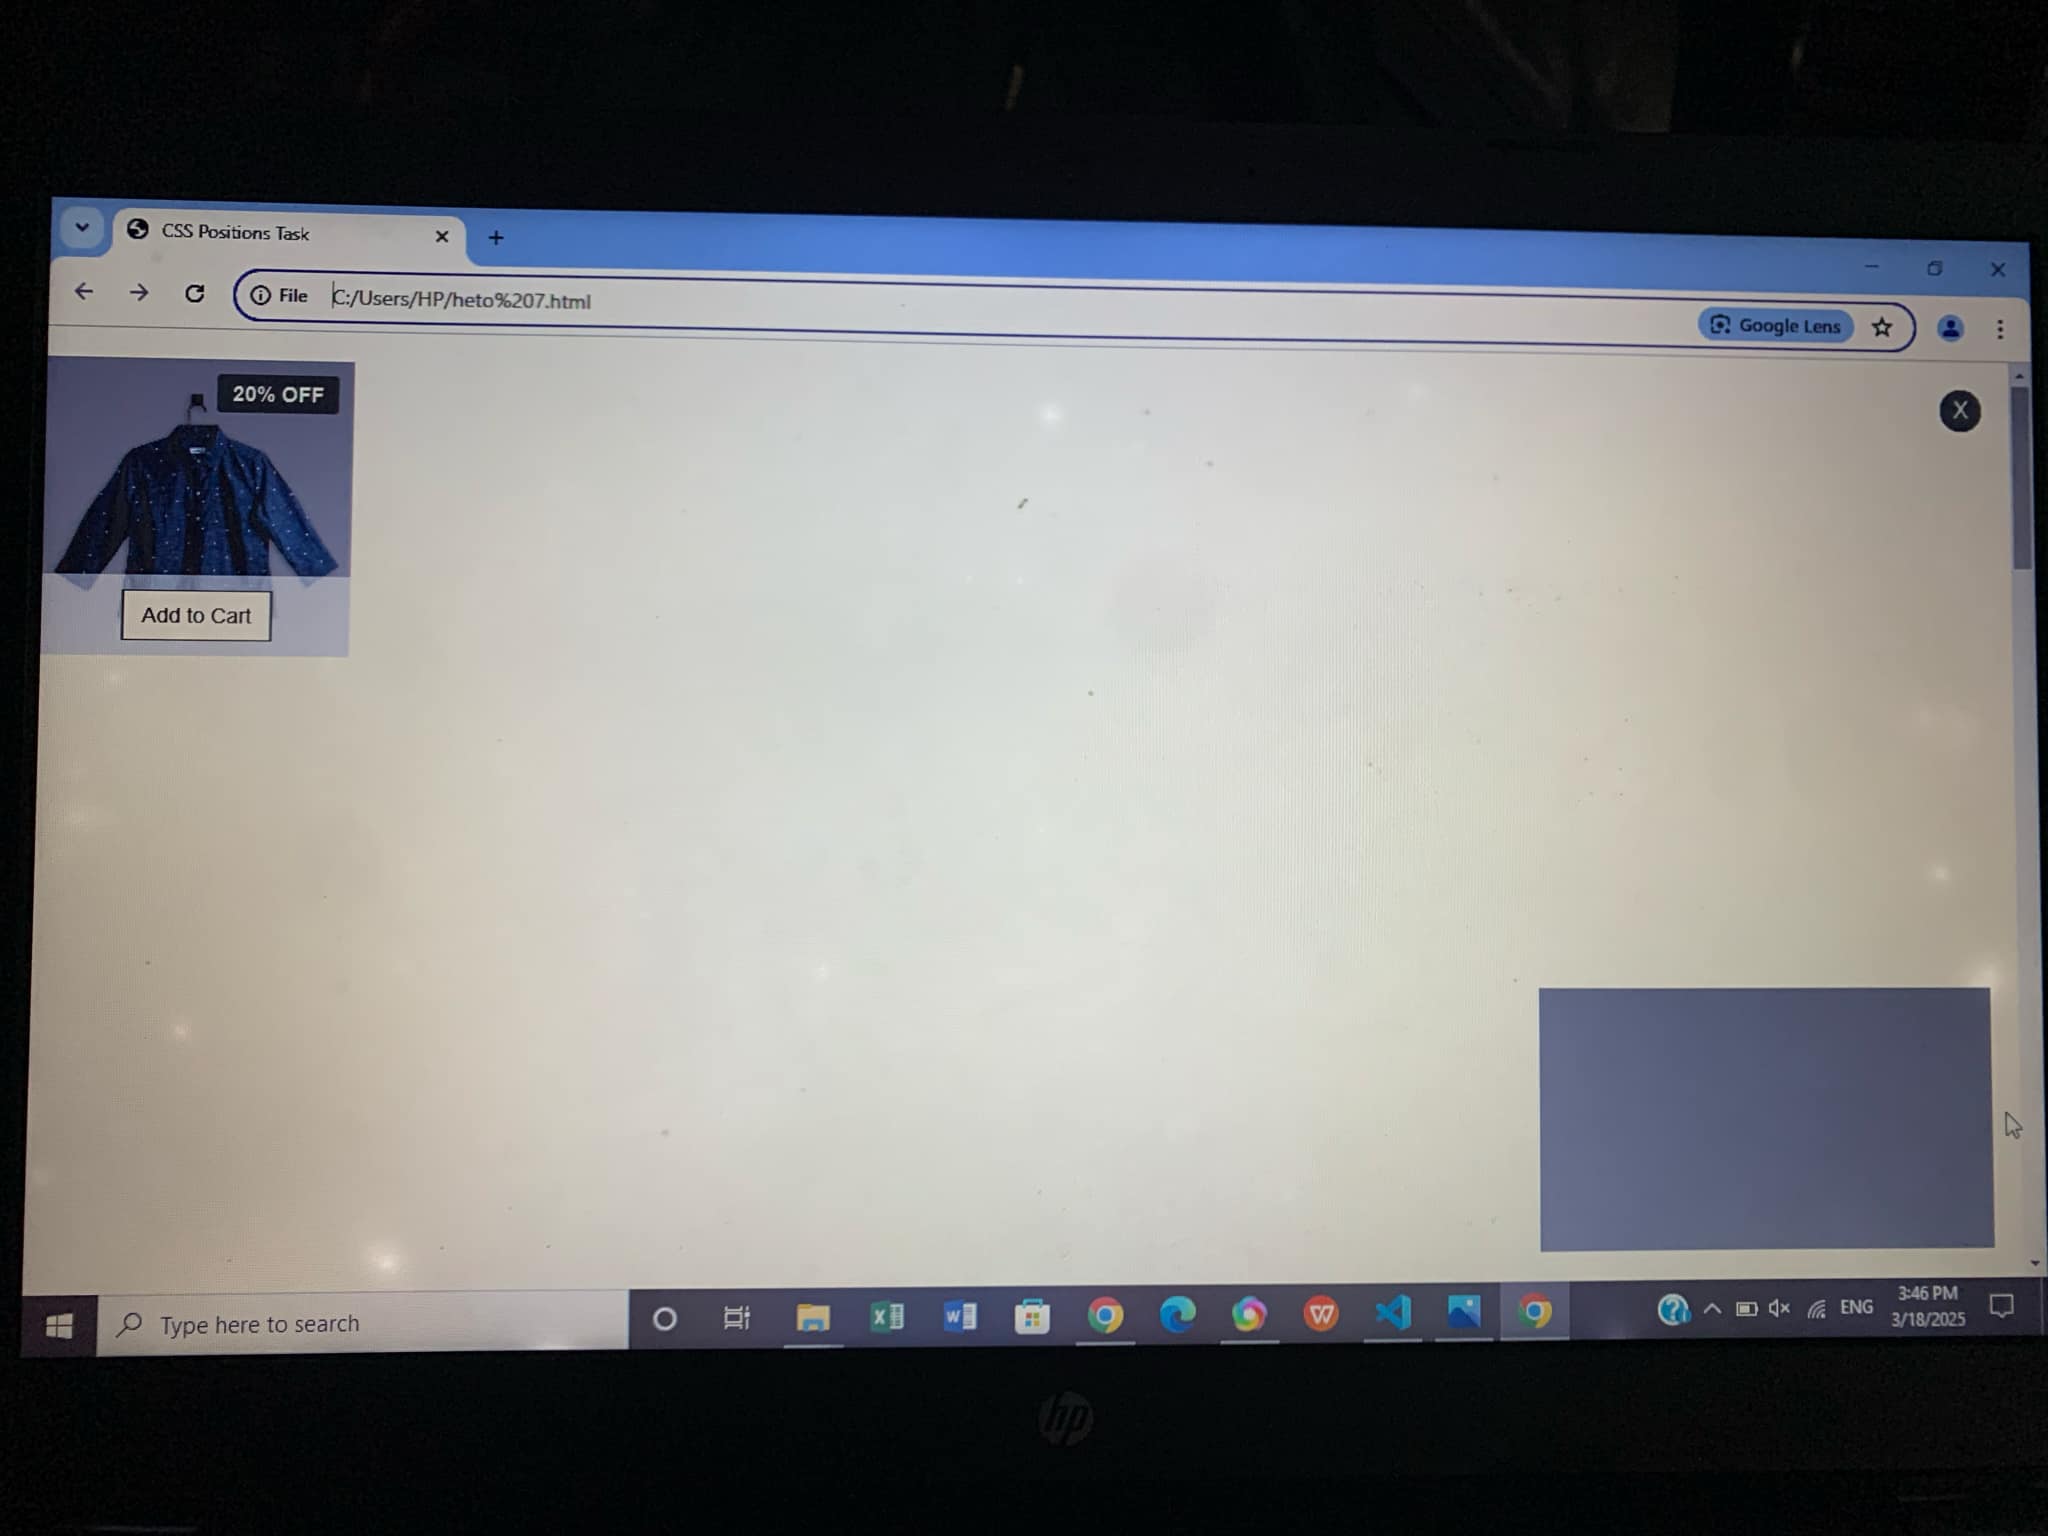 CSS Positions Task
File C:/Users/HP/heto%207.html
Google Lens
20% OFF
X
Add to Cart
Type here to search
ENG
3:46 PM
3/18/2025
hp